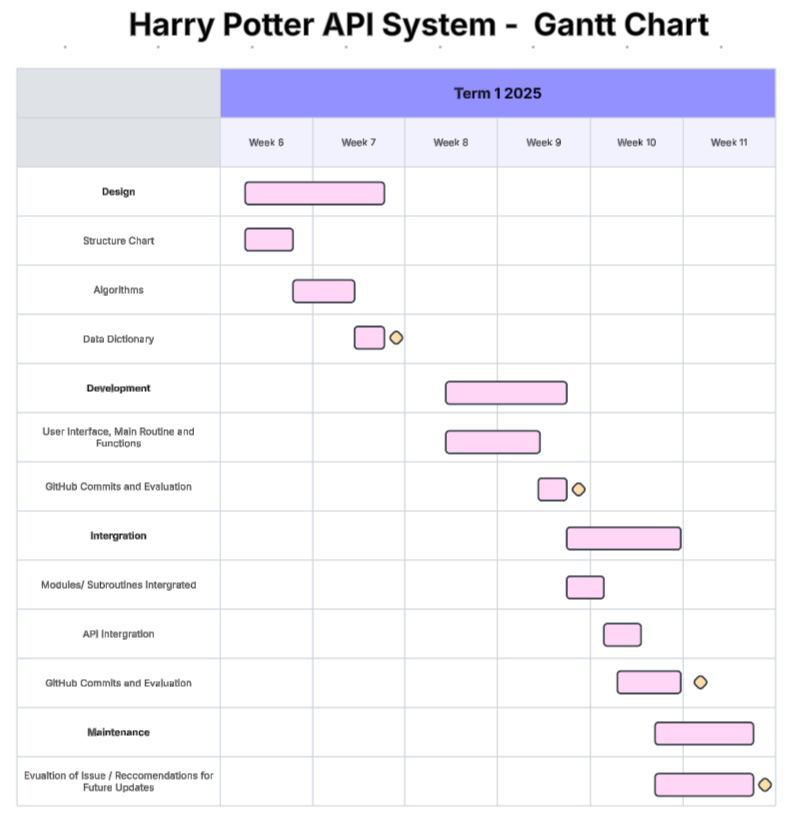 Harry Potter API System -  Gantt Chart
Term 1 2025
Week 6
Week 7
Week 8
Week 9
Week 10
Week 11
Design
Structure Chart
Algorithms
Data Dictionary
Development
User Interface, Main Routine and
Functions
GitHub Commits and Evaluation
Intergration
Modules/ Subroutines Intergrated
API Intergration
GitHub Commits and Evaluation
Maintenance
Evualtion of Issue / Reccomendations for
Future Updates